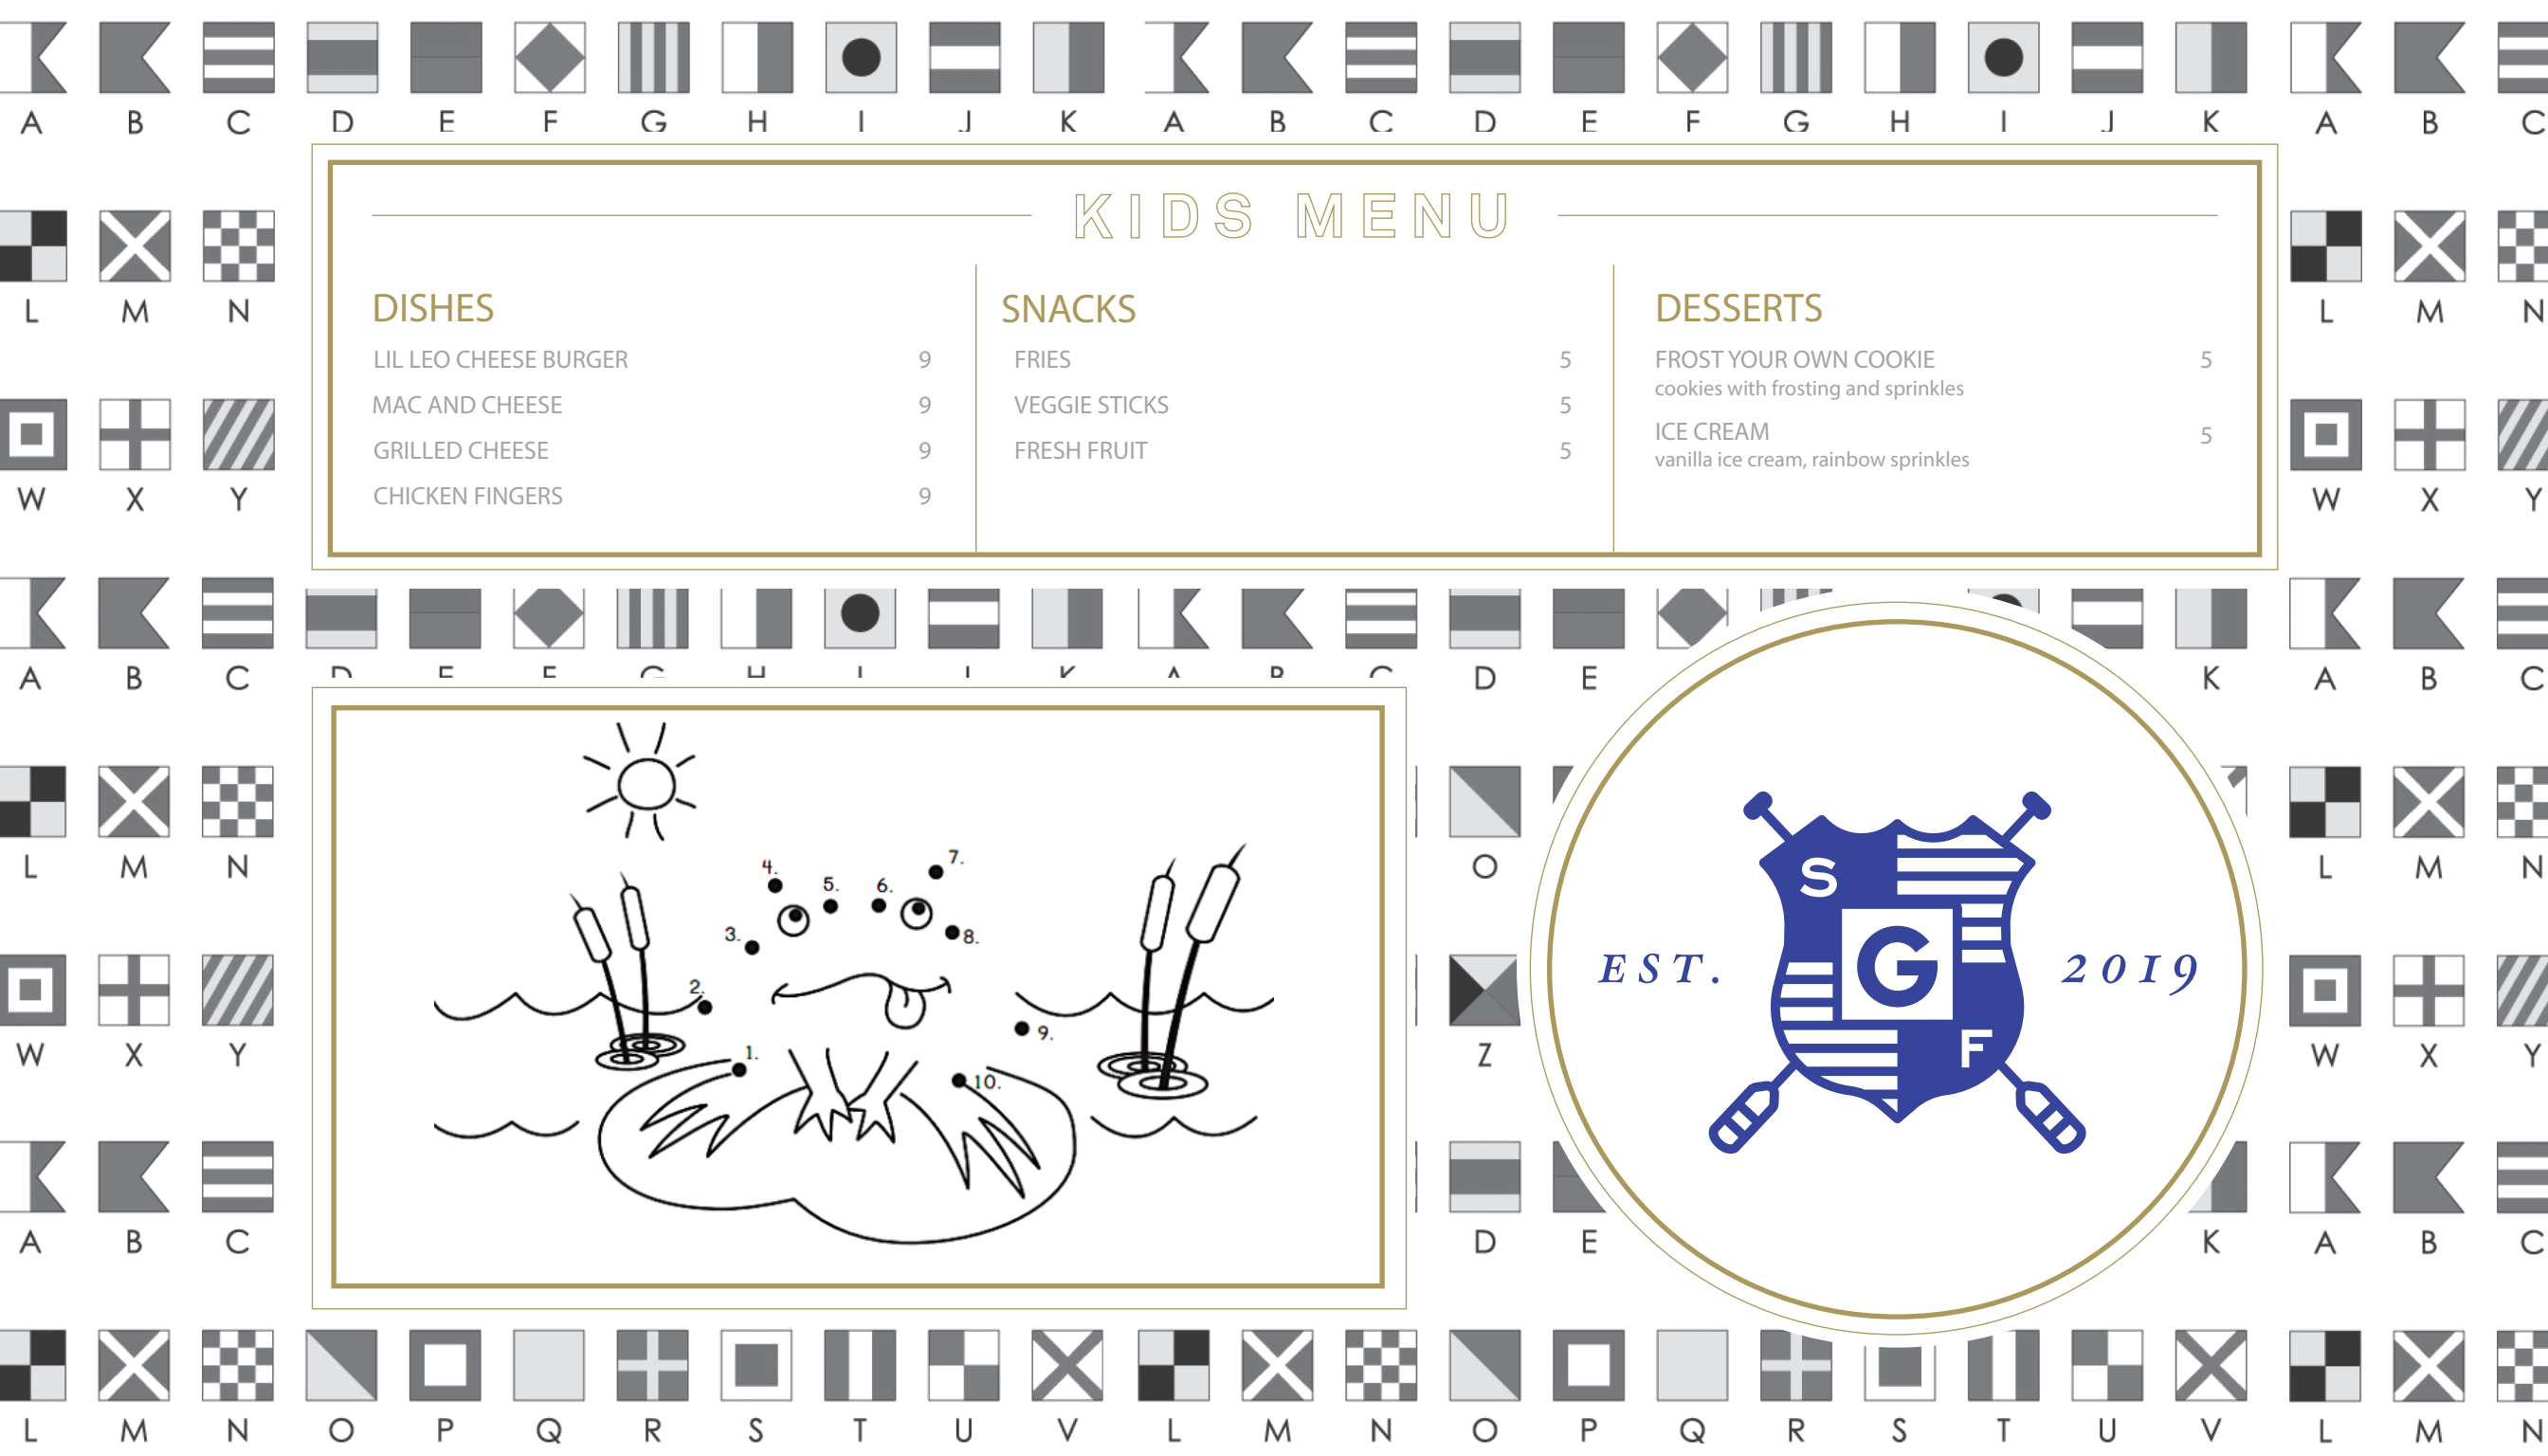 A B C D E F G H I J K A B C D E F G H I J K A B C
KIDS MENU
L M N
L M N
DISHES
LIL LEO CHEESE BURGER 9
MAC AND CHEESE 9
GRILLED CHEESE 9
CHICKEN FINGERS 9
SNACKS
FRIES 5
VEGGIE STICKS 5
FRESH FRUIT 5
DESSERTS
FROST YOUR OWN COOKIE 5
cookies with frosting and sprinkles
ICE CREAM 5
vanilla ice cream, rainbow sprinkles
W X Y
W X Y
A B C D E F G H I J K A B C D E K A B C
L M N O L M N
W X Y Z W X Y
A B C D E K A B C
1.
2.
3.
4.
5.
6.
7.
8.
9.
10.
EST. 2019
S
G
F
L M N O P Q R S T U V L M N O P Q R S T U V L M N